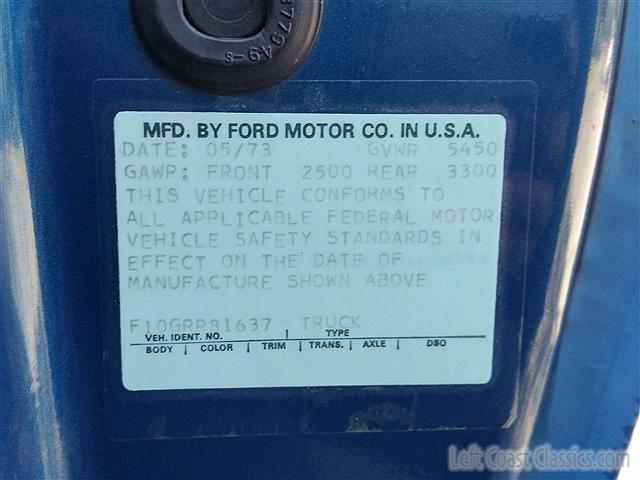 77949-S
MFD. BY FORD MOTOR CO. IN U.S.A.
DATE: 05/73 GVWR 5450
GAWR: FRONT 2500 REAR 3300
THIS VEHICLE CONFORMS TO
ALL APPLICABLE FEDERAL MOTOR
VEHICLE SAFETY STANDARDS IN
EFFECT ON THE DATE OF
MANUFACTURE SHOWN ABOVE
F10GRR81637 TRUCK
VEH. IDENT. NO. | TYPE
BODY | COLOR | TRIM | TRANS. | AXLE | DSO
Left Coast Classics.com